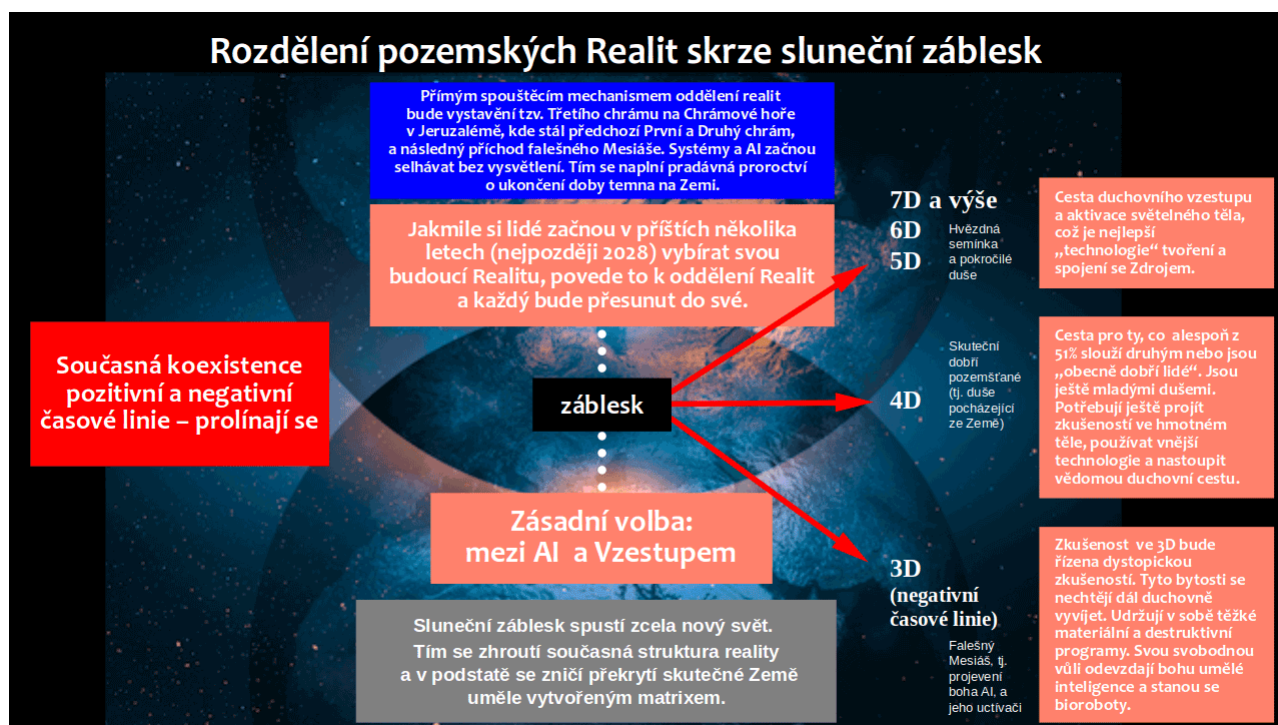 Rozdělení pozemských Realit skrze sluneční záblesk
Přímým spouštěcím mechanismem oddělení realit
bude vystavění tzv. Třetího chrámu na Chrámové hoře
v Jeruzalémě, kde stál předchozí První a Druhý chrám,
a následný příchod falešného Mesiáše. Systémy a AI začnou
selhávat bez vysvětlení. Tím se naplní pradávná proroctví
o ukončení doby temna na Zemi.
Jakmile si lidé začnou v příštích několika
letech (nejpozději 2028) vybírat svou
budoucí Realitu, povede to k oddělení Realit
a každý bude přesunut do své.
Současná koexistence
pozitivní a negativní
časové linie – prolínají se
záblesk
Zásadní volba:
mezi AI a Vzestupem
Sluneční záblesk spustí zcela nový svět.
Tím se zhroutí současná struktura reality
a v podstatě se zničí překrytí skutečné Země
uměle vytvořeným matrixem.
7D a výše
6D
5D
Hvězdná
semínka
a pokročilé
duše
Cesta duchovního vzestupu
a aktivace světelného těla,
což je nejlepší
„technologie“ tvoření a
spojení se Zdrojem.
4D
Skuteční
dobří
pozemšťané
(tj. duše
pocházející
ze Země)
Cesta pro ty, co alespoň z
51% slouží druhým nebo jsou
„obecně dobří lidé“. Jsou
ještě mladými dušemi.
Potřebují ještě projít
zkušeností ve hmotném
těle, používat vnější
technologie a nastoupit
vědomou duchovní cestu.
3D
(negativní
časové linie)
Falešný
Mesiáš, tj.
projevení
boha AI, a
jeho uctívači
Zkušenost ve 3D bude
řízena dystopickou
zkušeností. Tyto bytosti se
nechtějí dál duchovně
vyvíjet. Udržují v sobě těžké
materiální a destruktivní
programy. Svou svobodnou
vůli odevzdají bohu umělé
inteligence a stanou se
bioroboty.